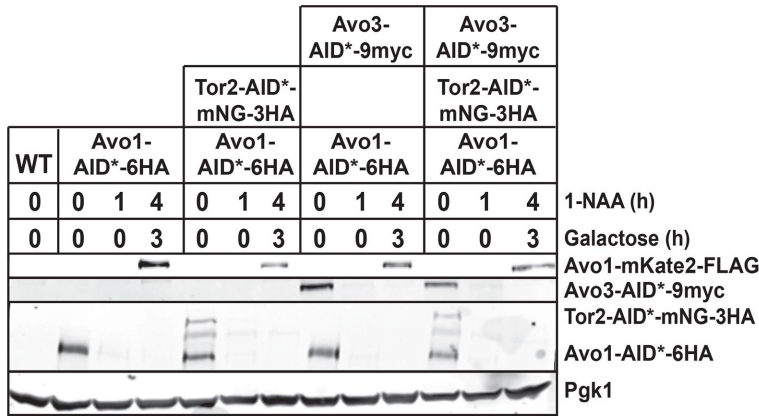 Avo3- Avo3-
AID*-9myc AID*-9myc
Tor2-AID*- Tor2-AID*-
mNG-3HA mNG-3HA
WT Avo1- Avo1- Avo1- Avo1-
AID*-6HA AID*-6HA AID*-6HA AID*-6HA
0 0 1 4 0 1 4 0 1 4 0 1 4 1-NAA (h)
0 0 0 3 0 0 3 0 0 3 0 0 3 Galactose (h)
Avo1-mKate2-FLAG
Avo3-AID*-9myc
Tor2-AID*-mNG-3HA
Avo1-AID*-6HA
Pgk1